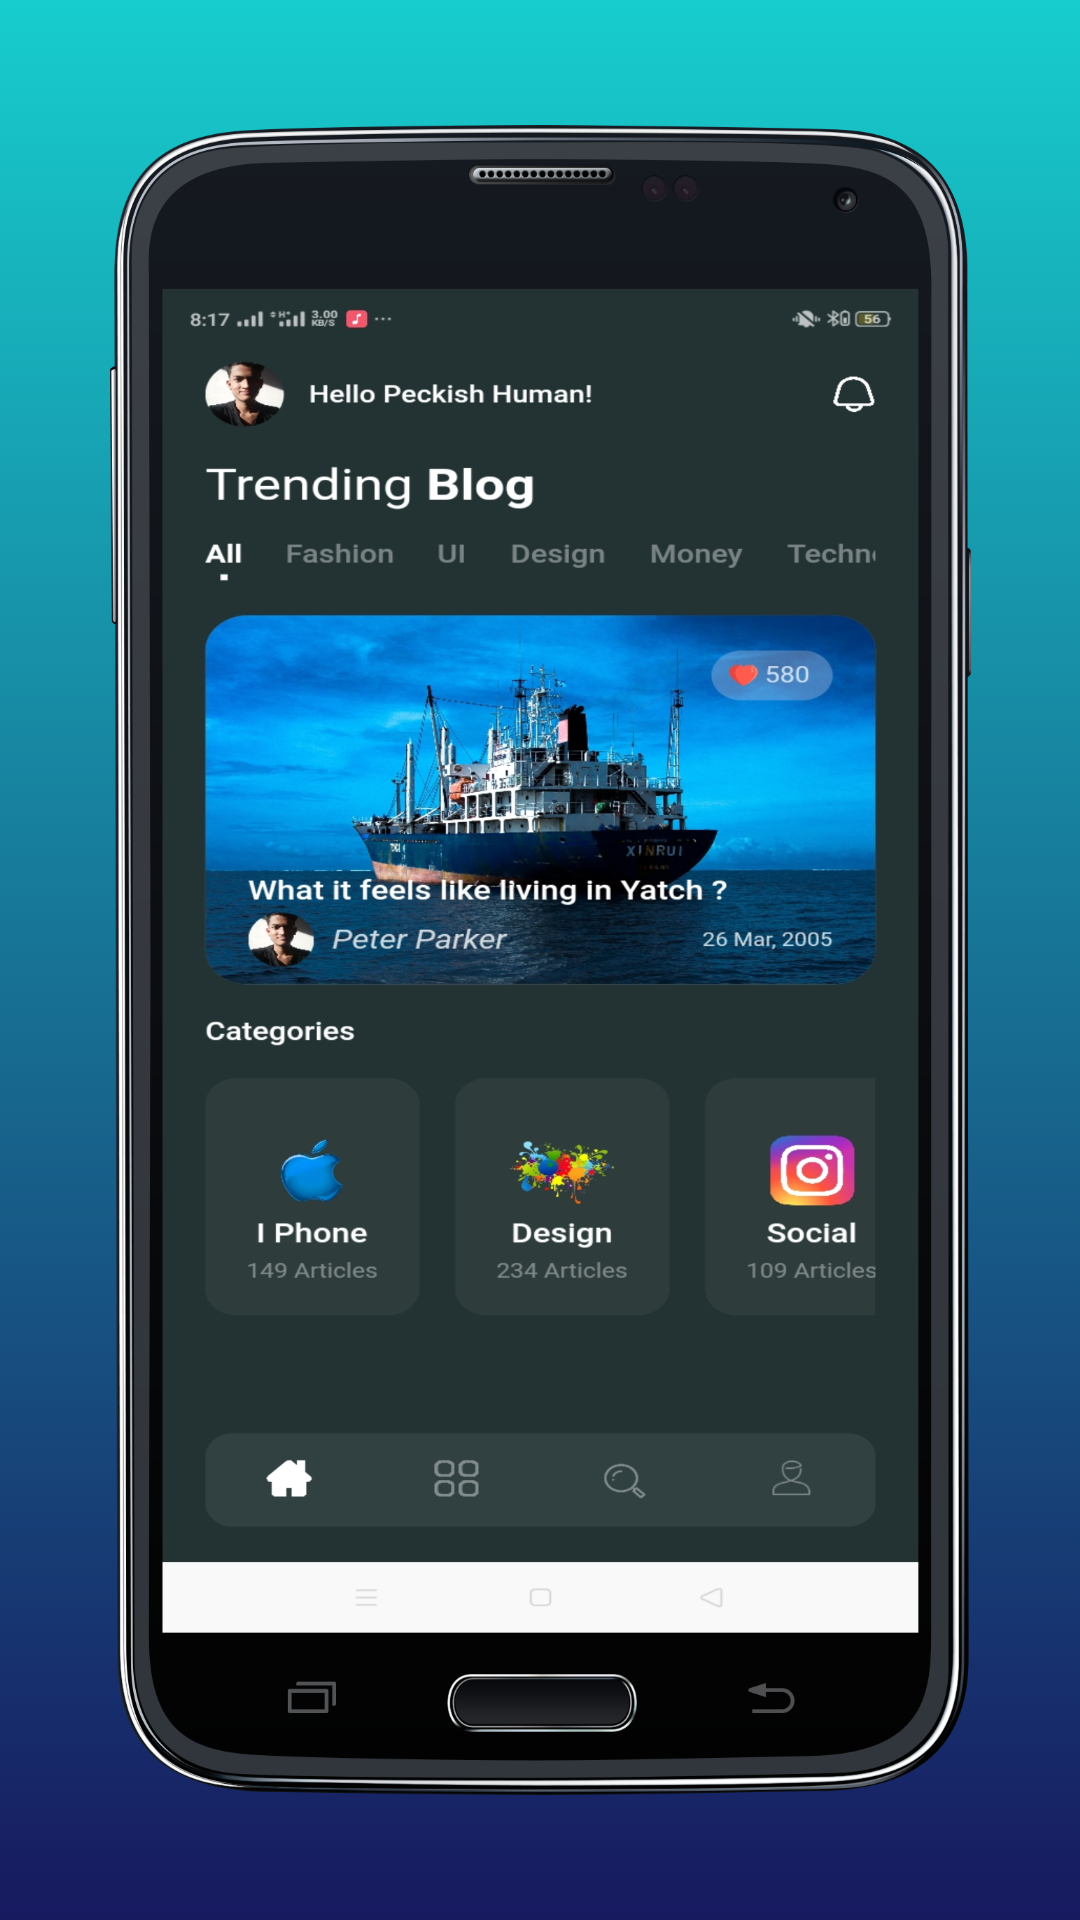 8:17 H+ 3.00 KB/S ... 56
Hello Peckish Human!
Trending Blog
All Fashion UI Design Money Techn
580
XINRUI
What it feels like living in Yatch ?
Peter Parker 26 Mar, 2005
Categories
I Phone Design Social
149 Articles 234 Articles 109 Articles